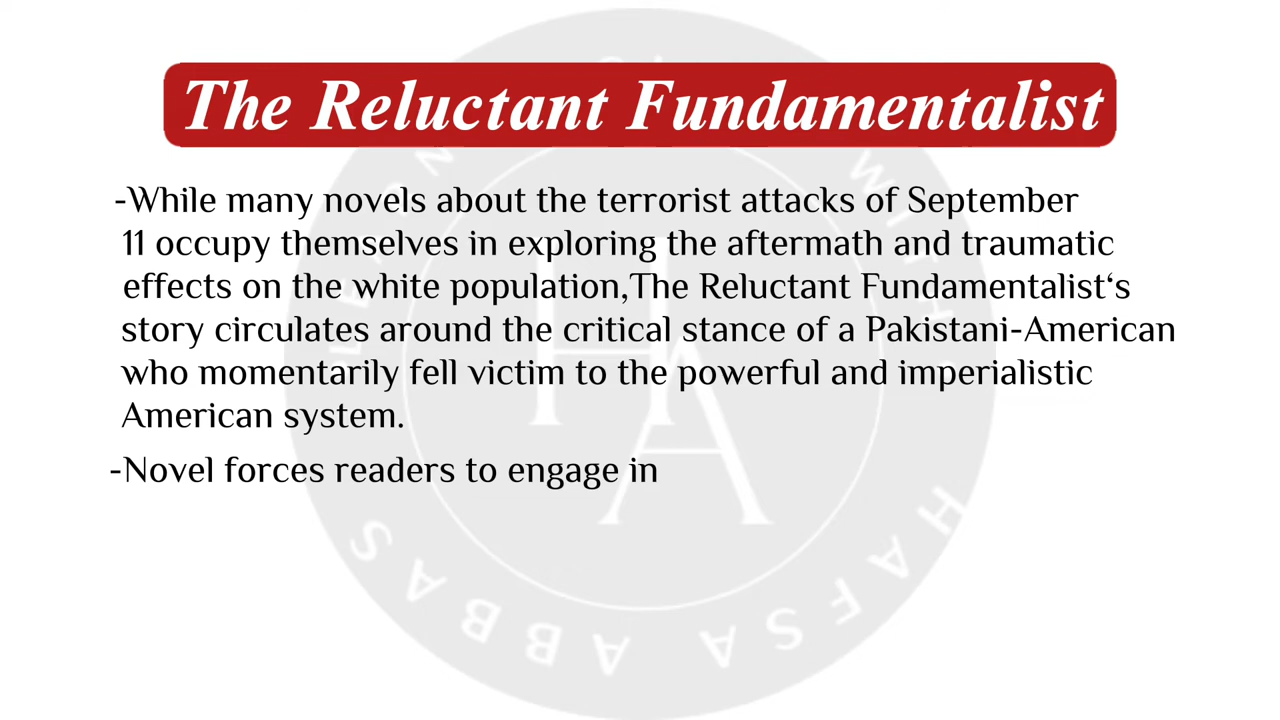 The Reluctant Fundamentalist
-While many novels about the terrorist attacks of September
11 occupy themselves in exploring the aftermath and traumatic
effects on the white population,The Reluctant Fundamentalist‘s
story circulates around the critical stance of a Pakistani-American
who momentarily fell victim to the powerful and imperialistic
American system.
-Novel forces readers to engage in
HA
HAFSA ABBAS